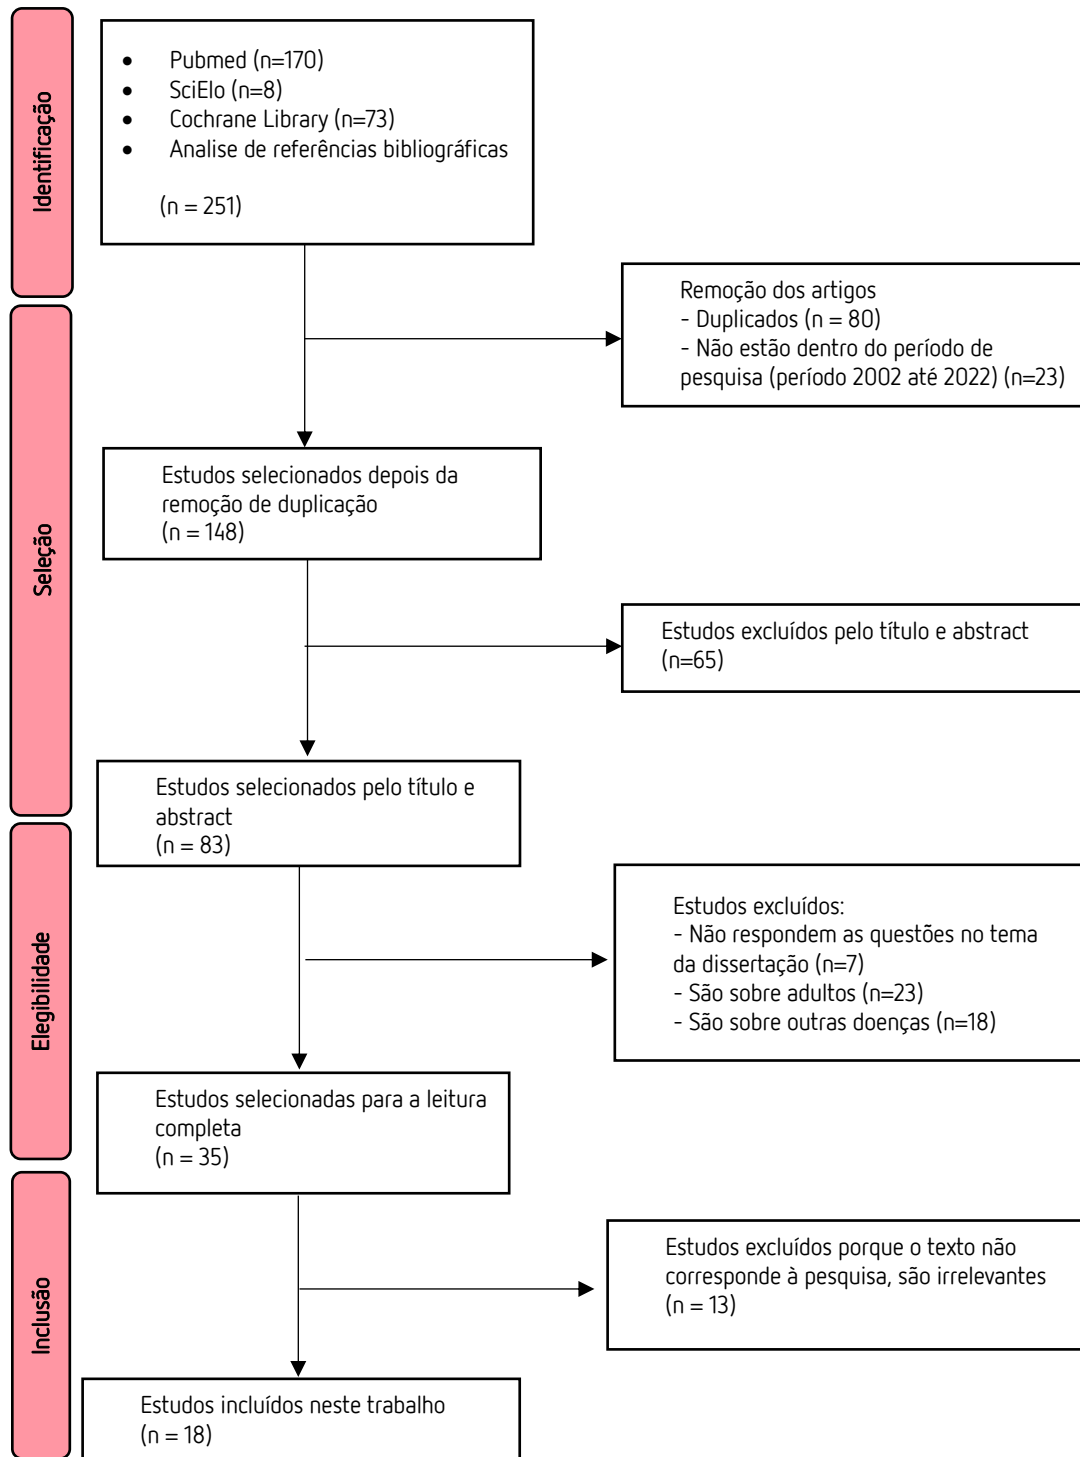 Identificação
• Pubmed (n=170)
• SciElo (n=8)
• Cochrane Library (n=73)
• Analise de referências bibliográficas
(n = 251)
Remoção dos artigos
- Duplicados (n = 80)
- Não estão dentro do período de
pesquisa (período 2002 até 2022) (n=23)
Seleção
Estudos selecionados depois da
remoção de duplicação
(n = 148)
Estudos excluídos pelo título e abstract
(n=65)
Estudos selecionados pelo título e
abstract
(n = 83)
Elegibilidade
Estudos excluídos:
- Não respondem as questões no tema
da dissertação (n=7)
- São sobre adultos (n=23)
- São sobre outras doenças (n=18)
Estudos selecionadas para a leitura
completa
(n = 35)
Inclusão
Estudos excluídos porque o texto não
corresponde à pesquisa, são irrelevantes
(n = 13)
Estudos incluídos neste trabalho
(n = 18)